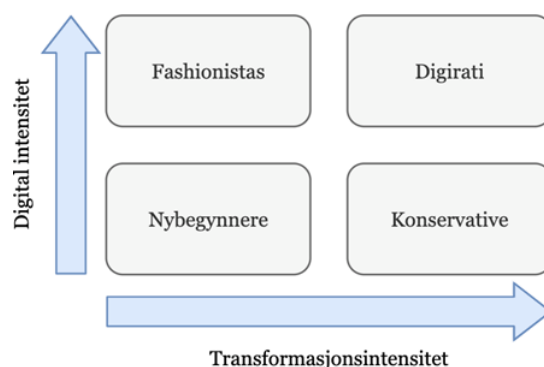 Fashionistas
Digirati
Digital intensitet
Nybegynnere
Konservative
Transformasjonsintensitet